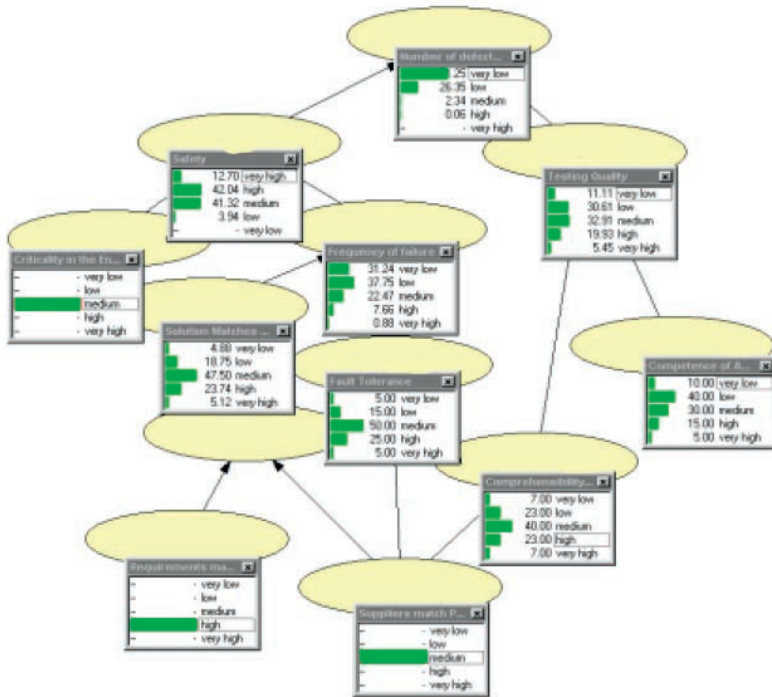 Number of defect...
.25 very low
26.35 low
2.34 medium
0.06 high
- very high
Safety
12.70 very high
42.04 high
41.32 medium
3.94 low
- very low
Testing Quality
11.11 very low
30.61 low
32.91 medium
19.93 high
5.45 very high
Criticality in the En...
- very low
- low
medium
- high
- very high
Frequency of failure
31.24 very low
37.75 low
22.47 medium
7.66 high
0.88 very high
Solution Matches ...
4.88 very low
18.75 low
47.50 medium
23.74 high
5.12 very high
Fault Tolerance
5.00 very low
15.00 low
50.00 medium
25.00 high
5.00 very high
Competence of A...
10.00 very low
40.00 low
30.00 medium
15.00 high
5.00 very high
Comprehensibility...
7.00 very low
23.00 low
40.00 medium
23.00 high
7.00 very high
Requirements ma...
- very low
- low
- medium
high
- very high
Suppliers match P...
- very low
- low
medium
- high
- very high